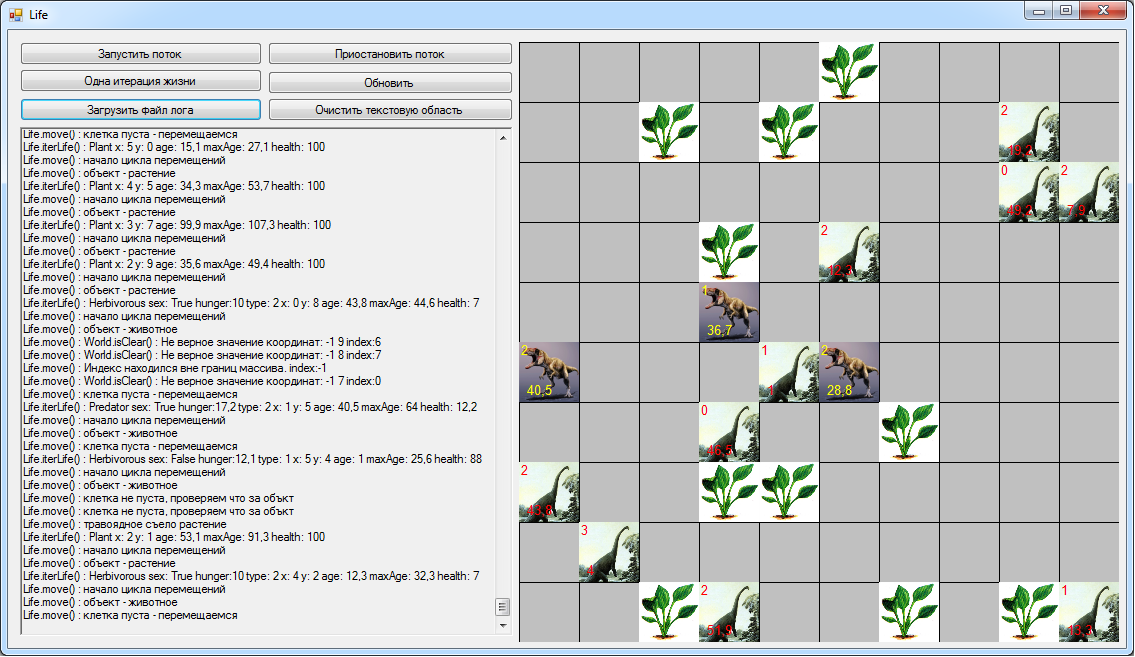 Life
Запустить поток
Приостановить поток
Одна итерация жизни
Обновить
Загрузить файл лога
Очистить текстовую область
Life.move() : клетка пуста - перемещаемся
Life.iterLife() : Plant x: 5 y: 0 age: 15,1 maxAge: 27,1 health: 100
Life.move() : начало цикла перемещений
Life.move() : объект - растение
Life.iterLife() : Plant x: 4 y: 5 age: 34,3 maxAge: 53,7 health: 100
Life.move() : начало цикла перемещений
Life.move() : объект - растение
Life.iterLife() : Plant x: 3 y: 7 age: 99,9 maxAge: 107,3 health: 100
Life.move() : начало цикла перемещений
Life.move() : объект - растение
Life.iterLife() : Plant x: 2 y: 9 age: 35,6 maxAge: 49,4 health: 100
Life.move() : начало цикла перемещений
Life.move() : объект - растение
Life.iterLife() : Herbivorous sex: True hunger:10 type: 2 x: 0 y: 8 age: 43,8 maxAge: 44,6 health: 7
Life.move() : начало цикла перемещений
Life.move() : объект - животное
Life.move() : World.isClear() : Не верное значение координат: -1 9 index:6
Life.move() : World.isClear() : Не верное значение координат: -1 8 index:7
Life.move() : Индекс находился вне границ массива. index:-1
Life.move() : World.isClear() : Не верное значение координат: -1 7 index:0
Life.move() : клетка пуста - перемещаемся
Life.iterLife() : Predator sex: True hunger:17,2 type: 2 x: 1 y: 5 age: 40,5 maxAge: 64 health: 12,2
Life.move() : начало цикла перемещений
Life.move() : объект - животное
Life.move() : клетка пуста - перемещаемся
Life.iterLife() : Herbivorous sex: False hunger:12,1 type: 1 x: 5 y: 4 age: 1 maxAge: 25,6 health: 88
Life.move() : начало цикла перемещений
Life.move() : объект - животное
Life.move() : клетка не пуста, проверяем что за объкт
Life.move() : клетка не пуста, проверяем что за объкт
Life.move() : травоядное съело растение
Life.iterLife() : Plant x: 2 y: 1 age: 53,1 maxAge: 91,3 health: 100
Life.move() : начало цикла перемещений
Life.move() : объект - растение
Life.iterLife() : Herbivorous sex: True hunger:10 type: 2 x: 4 y: 2 age: 12,3 maxAge: 32,3 health: 7
Life.move() : начало цикла перемещений
Life.move() : объект - животное
Life.move() : клетка пуста - перемещаемся
2
19,2
0
49,2
2
7,9
2
12,3
1
36,7
2
40,5
1
1
2
28,8
0
46,5
2
43,8
3
4
2
51,9
1
13,3